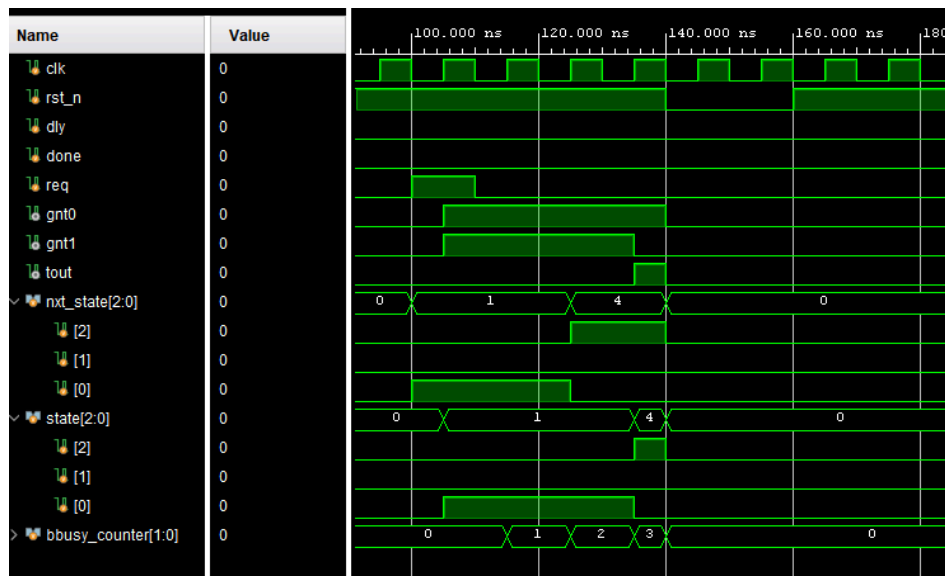 Name Value
100.000 ns 120.000 ns 140.000 ns 160.000 ns 180
clk 0
rst_n 0
dly 0
done 0
req 0
gnt0 0
gnt1 0
tout 0
nxt_state[2:0] 0 0 1 4 0
[2] 0
[1] 0
[0] 0
state[2:0] 0 0 1 4 0
[2] 0
[1] 0
[0] 0
bbusy_counter[1:0] 0 0 1 2 3 0